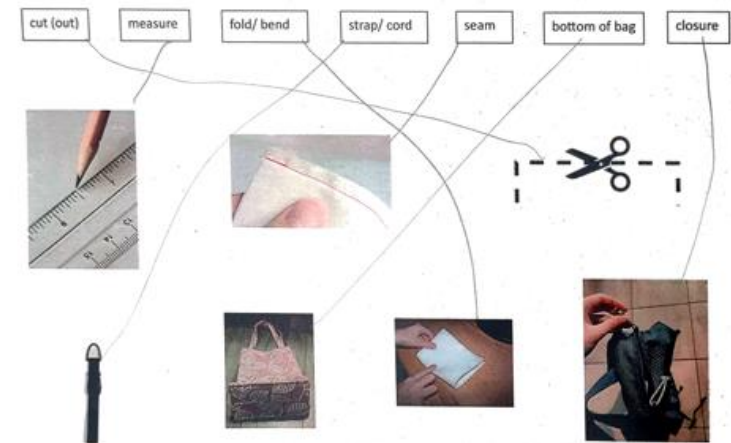 cut (out)
measure
fold/ bend
strap/ cord
seam
bottom of bag
closure